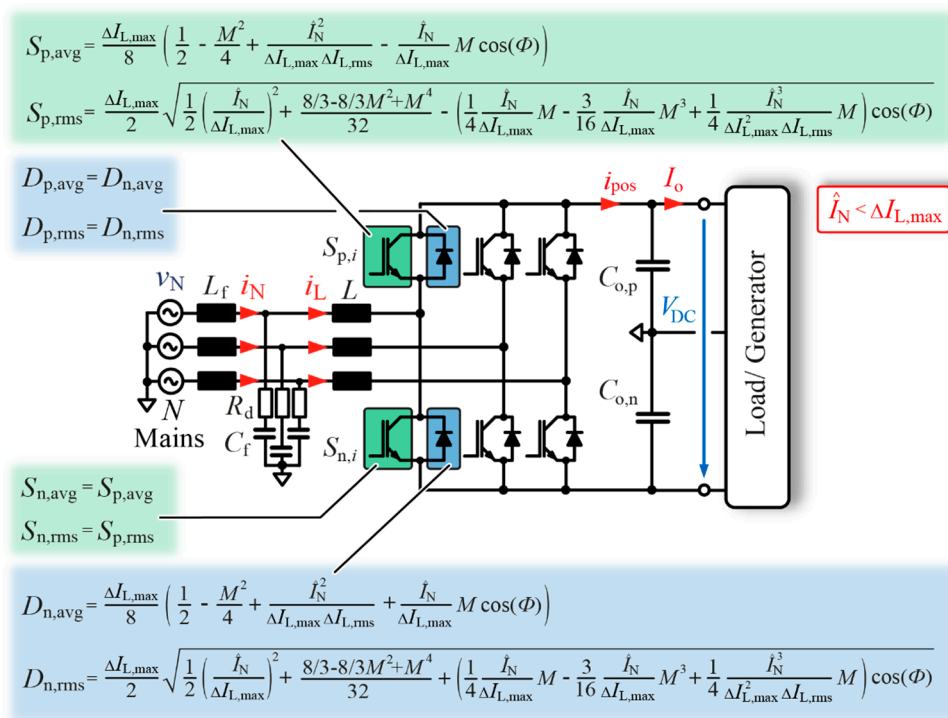 S_p,avg = ΔI_L,max/8 ( 1/2 - M²/4 + Î_N²/(ΔI_L,max ΔI_L,rms) - Î_N/ΔI_L,max M cos(Φ) )
S_p,rms = ΔI_L,max/2 √( 1/2 ( Î_N/ΔI_L,max )² + (8/3-8/3M²+M⁴)/32 - ( 1/4 Î_N/ΔI_L,max M - 3/16 Î_N/ΔI_L,max M³ + 1/4 Î_N³/(ΔI²_L,max ΔI_L,rms) M ) cos(Φ) )
D_p,avg = D_n,avg
D_p,rms = D_n,rms
i_pos I_o
Î_N < ΔI_L,max
S_p,i
C_o,p
v_N L_f i_N i_L L
V_DC
Load/ Generator
N
Mains
R_d
C_f
S_n,i
C_o,n
S_n,avg = S_p,avg
S_n,rms = S_p,rms
D_n,avg = ΔI_L,max/8 ( 1/2 - M²/4 + Î_N²/(ΔI_L,max ΔI_L,rms) + Î_N/ΔI_L,max M cos(Φ) )
D_n,rms = ΔI_L,max/2 √( 1/2 ( Î_N/ΔI_L,max )² + (8/3-8/3M²+M⁴)/32 + ( 1/4 Î_N/ΔI_L,max M - 3/16 Î_N/ΔI_L,max M³ + 1/4 Î_N³/(ΔI²_L,max ΔI_L,rms) M ) cos(Φ) )